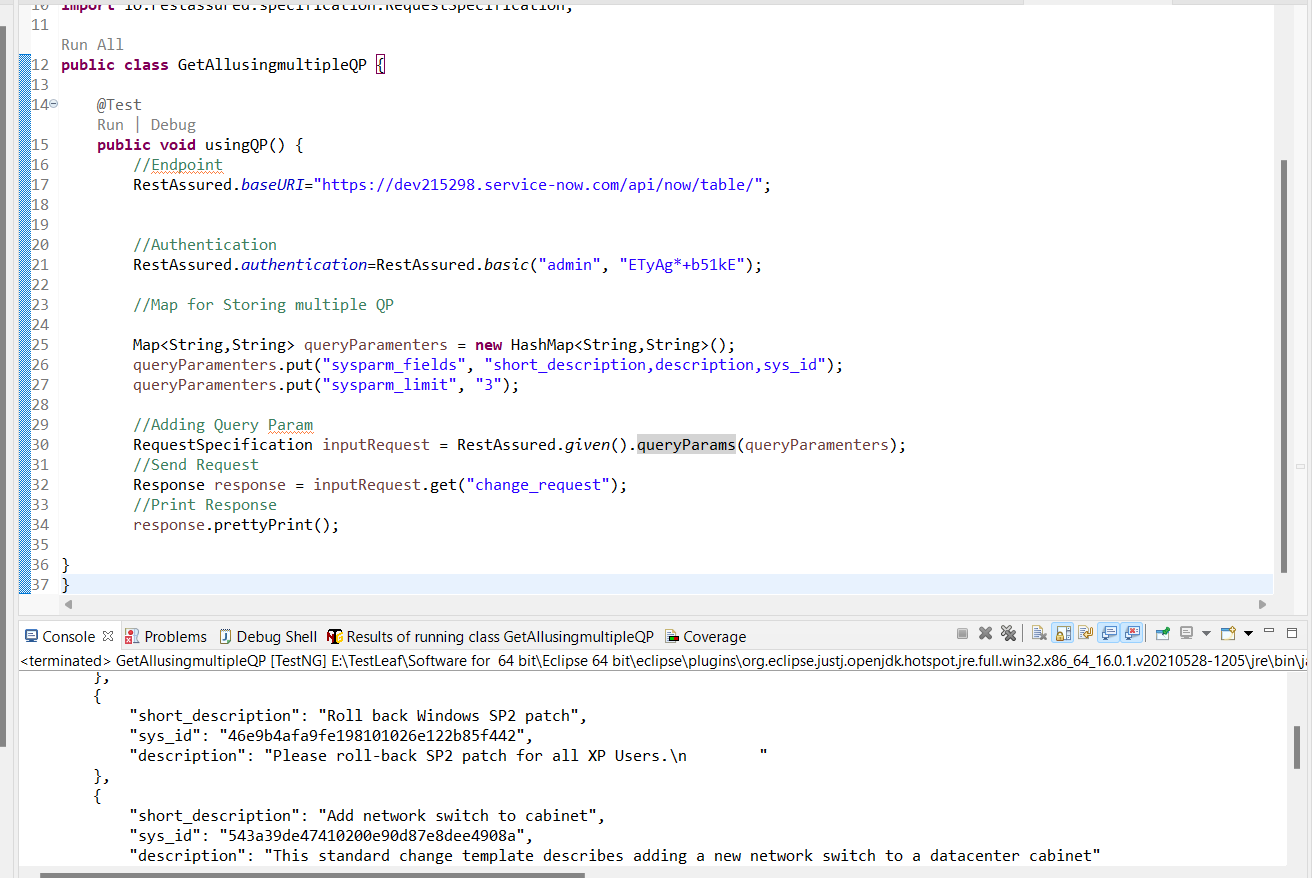 10 import io.restassured.specification.RequestSpecification;
11
Run All
12 public class GetAllusingmultipleQP {
13
14 @Test
Run | Debug
15 public void usingQP() {
16 //Endpoint
17 RestAssured.baseURI="https://dev215298.service-now.com/api/now/table/";
18
19
20 //Authentication
21 RestAssured.authentication=RestAssured.basic("admin", "ETyAg*+b51kE");
22
23 //Map for Storing multiple QP
24
25 Map<String,String> queryParamenters = new HashMap<String,String>();
26 queryParamenters.put("sysparm_fields", "short_description,description,sys_id");
27 queryParamenters.put("sysparm_limit", "3");
28
29 //Adding Query Param
30 RequestSpecification inputRequest = RestAssured.given().queryParams(queryParamenters);
31 //Send Request
32 Response response = inputRequest.get("change_request");
33 //Print Response
34 response.prettyPrint();
35
36 }
37 }
Console Problems Debug Shell Results of running class GetAllusingmultipleQP Coverage
<terminated> GetAllusingmultipleQP [TestNG] E:\TestLeaf\Software for 64 bit\Eclipse 64 bit\eclipse\plugins\org.eclipse.justj.openjdk.hotspot.jre.full.win32.x86_64_16.0.1.v20210528-1205\jre\bin\ja
},
{
"short_description": "Roll back Windows SP2 patch",
"sys_id": "46e9b4afa9fe198101026e122b85f442",
"description": "Please roll-back SP2 patch for all XP Users.\n "
},
{
"short_description": "Add network switch to cabinet",
"sys_id": "543a39de47410200e90d87e8dee4908a",
"description": "This standard change template describes adding a new network switch to a datacenter cabinet"